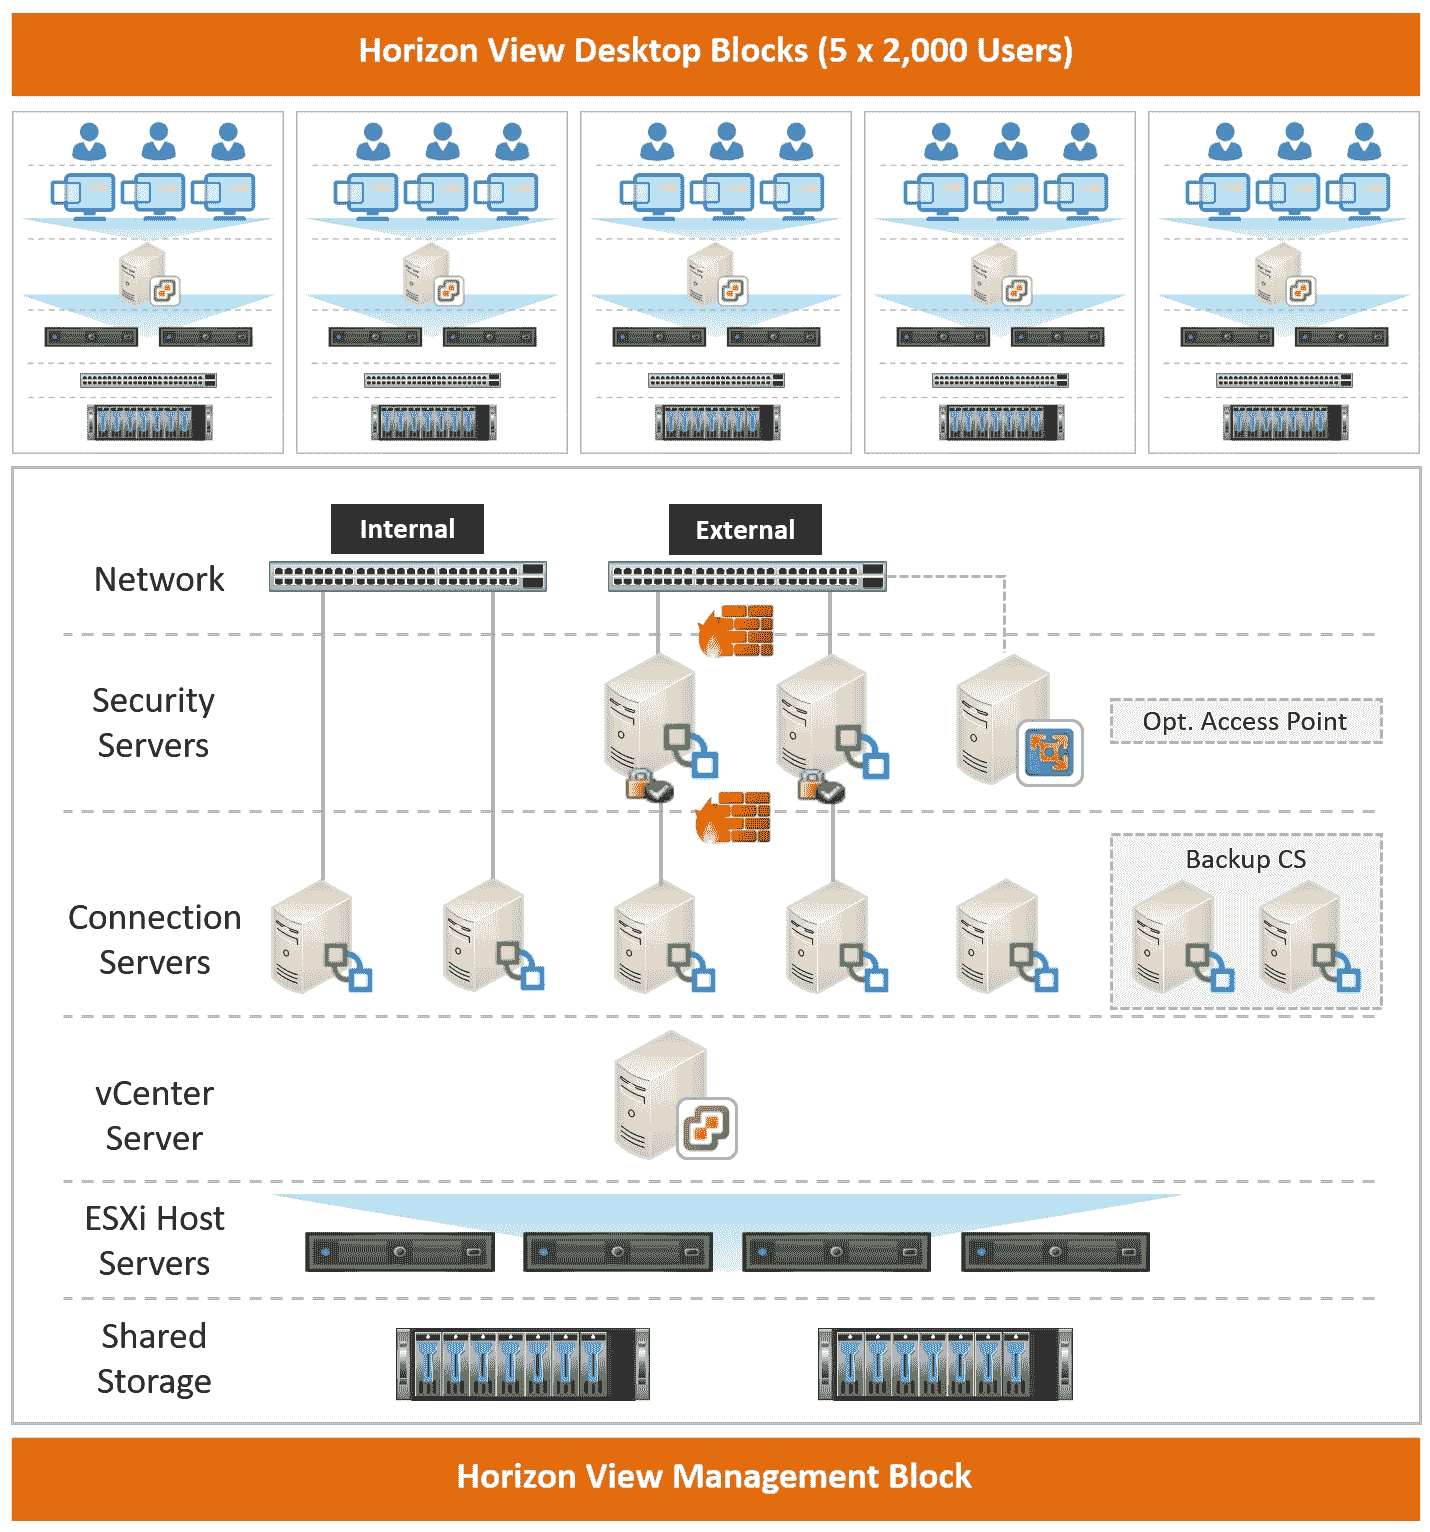 Horizon View Desktop Blocks (5 x 2,000 Users)
Internal
External
Network
Security
Servers
Opt. Access Point
Backup CS
Connection
Servers
vCenter
Server
ESXi Host
Servers
Shared
Storage
Horizon View Management Block